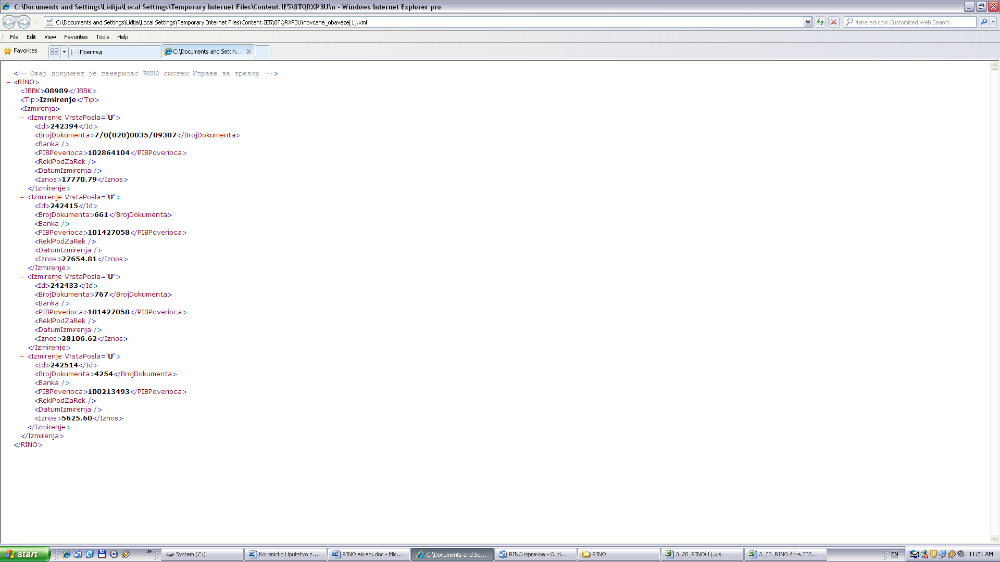 C:\Documents and Settings\Lidija\Local Settings\Temporary Internet Files\Content.IE5\8TQRXP3U\n - Windows Internet Explorer pro
C:\Documents and Settings\Lidija\Local Settings\Temporary Internet Files\Content.IE5\8TQRXP3U\novcane_obaveze[1].xml
4shared.com Customized Web Search
File Edit View Favorites Tools Help
Favorites
Преглед
C:\Documents and Settin...
<!-- Овај документ је генерисао РИНО систем Управе за трезор -->
- <RINO>
<JBBK>08989</JBBK>
<Tip>Izmirenje</Tip>
- <Izmirenja>
- <Izmirenje VrstaPosla="U">
<Id>242394</Id>
<BrojDokumenta>7/0(020)0035/09307</BrojDokumenta>
<Banka />
<PIBPoverioca>102864104</PIBPoverioca>
<ReklPodZaRek />
<DatumIzmirenja />
<Iznos>17770.79</Iznos>
</Izmirenje>
- <Izmirenje VrstaPosla="U">
<Id>242415</Id>
<BrojDokumenta>661</BrojDokumenta>
<Banka />
<PIBPoverioca>101427058</PIBPoverioca>
<ReklPodZaRek />
<DatumIzmirenja />
<Iznos>27654.81</Iznos>
</Izmirenje>
- <Izmirenje VrstaPosla="U">
<Id>242433</Id>
<BrojDokumenta>767</BrojDokumenta>
<Banka />
<PIBPoverioca>101427058</PIBPoverioca>
<ReklPodZaRek />
<DatumIzmirenja />
<Iznos>28106.62</Iznos>
</Izmirenje>
- <Izmirenje VrstaPosla="U">
<Id>242514</Id>
<BrojDokumenta>4254</BrojDokumenta>
<Banka />
<PIBPoverioca>100213493</PIBPoverioca>
<ReklPodZaRek />
<DatumIzmirenja />
<Iznos>5625.60</Iznos>
</Izmirenje>
</Izmirenja>
</RINO>
start
System (C:)
Korisnicko Uputstvo z...
RINO ekrani.doc - Mic...
C:\Documents and Se...
RINO ispravke - Outl...
RINO
3_20_RINO(1).xls
3_20_RINO šifra 302...
EN
11:31 AM